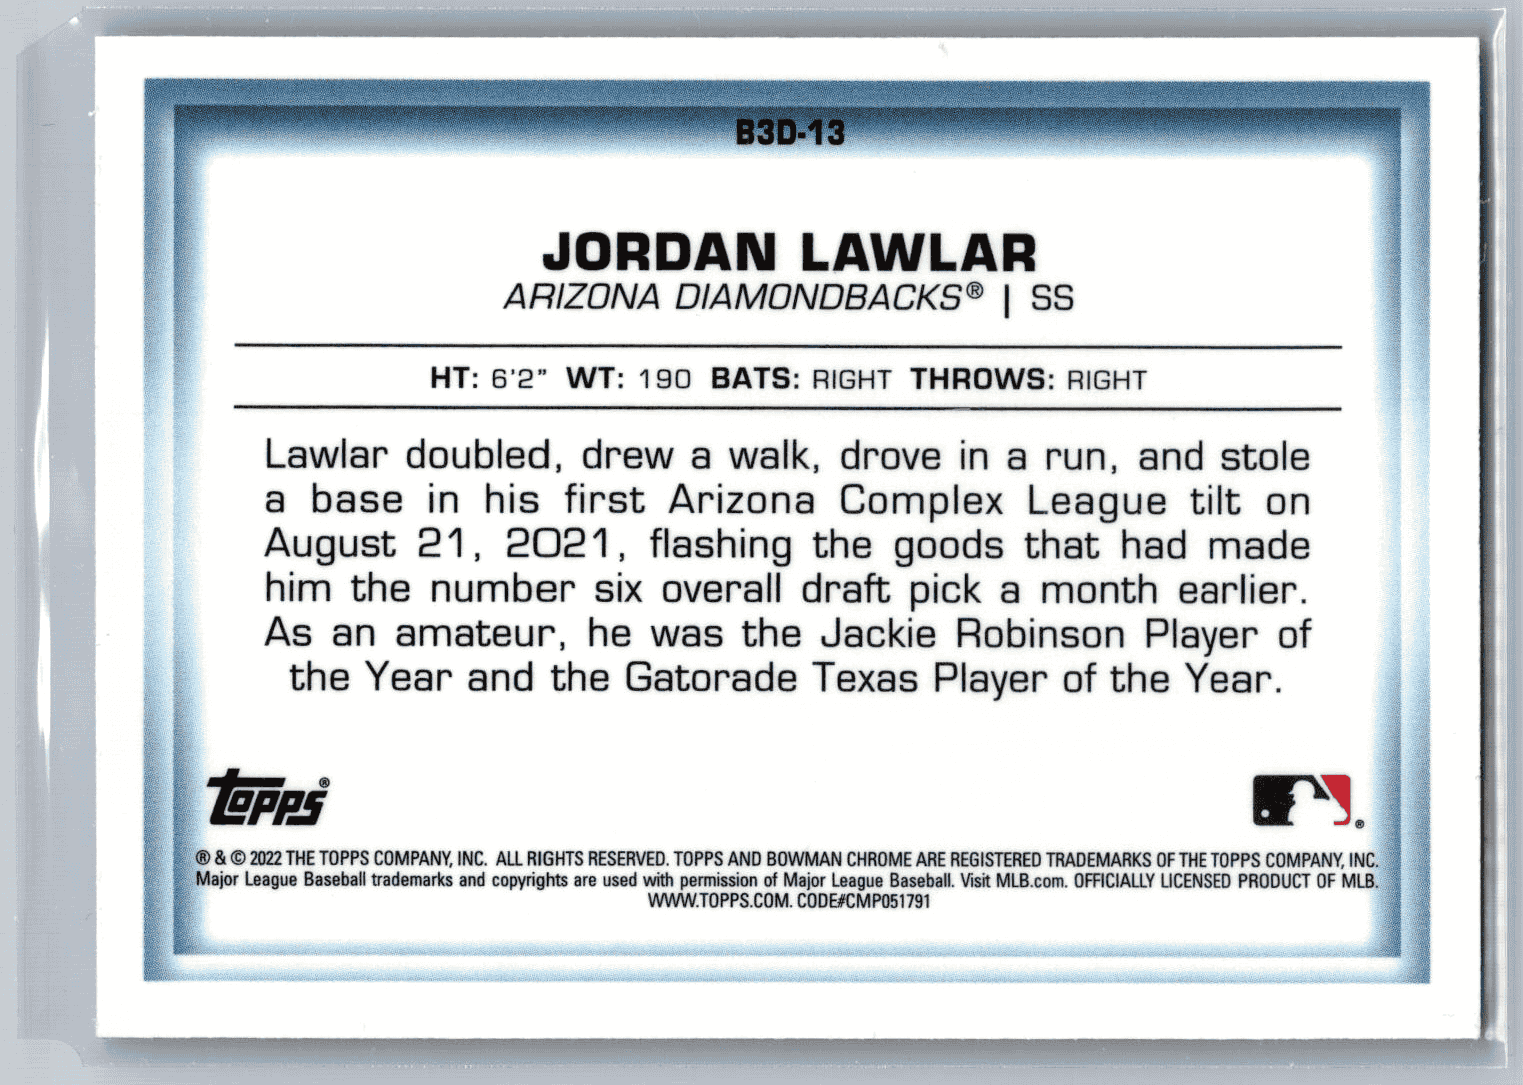 B3D-13
JORDAN LAWLAR
ARIZONA DIAMONDBACKS® | SS
HT: 6'2" WT: 190 BATS: RIGHT THROWS: RIGHT
Lawlar doubled, drew a walk, drove in a run, and stole
a base in his first Arizona Complex League tilt on
August 21, 2021, flashing the goods that had made
him the number six overall draft pick a month earlier.
As an amateur, he was the Jackie Robinson Player of
the Year and the Gatorade Texas Player of the Year.
topps®
®
® & © 2022 THE TOPPS COMPANY, INC. ALL RIGHTS RESERVED. TOPPS AND BOWMAN CHROME ARE REGISTERED TRADEMARKS OF THE TOPPS COMPANY, INC.
Major League Baseball trademarks and copyrights are used with permission of Major League Baseball. Visit MLB.com. OFFICIALLY LICENSED PRODUCT OF MLB.
WWW.TOPPS.COM. CODE#CMP051791